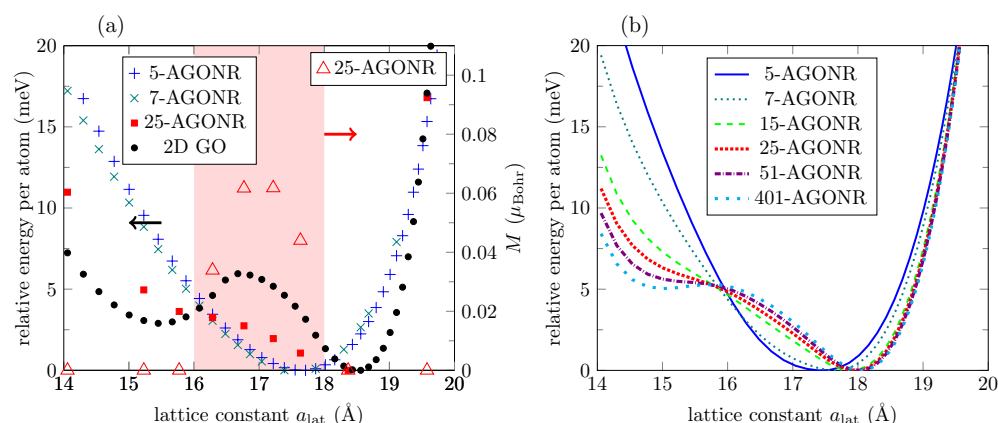 (a)
relative energy per atom (meV)
20
15
10
5
0
5-AGONR
7-AGONR
25-AGONR
2D GO
25-AGONR
0.1
0.08
0.06
0.04
0.02
0
M (μBohr)
14 15 16 17 18 19 20
lattice constant alat (Å)
(b)
relative energy per atom (meV)
20
15
10
5
0
5-AGONR
7-AGONR
15-AGONR
25-AGONR
51-AGONR
401-AGONR
14 15 16 17 18 19 20
lattice constant alat (Å)